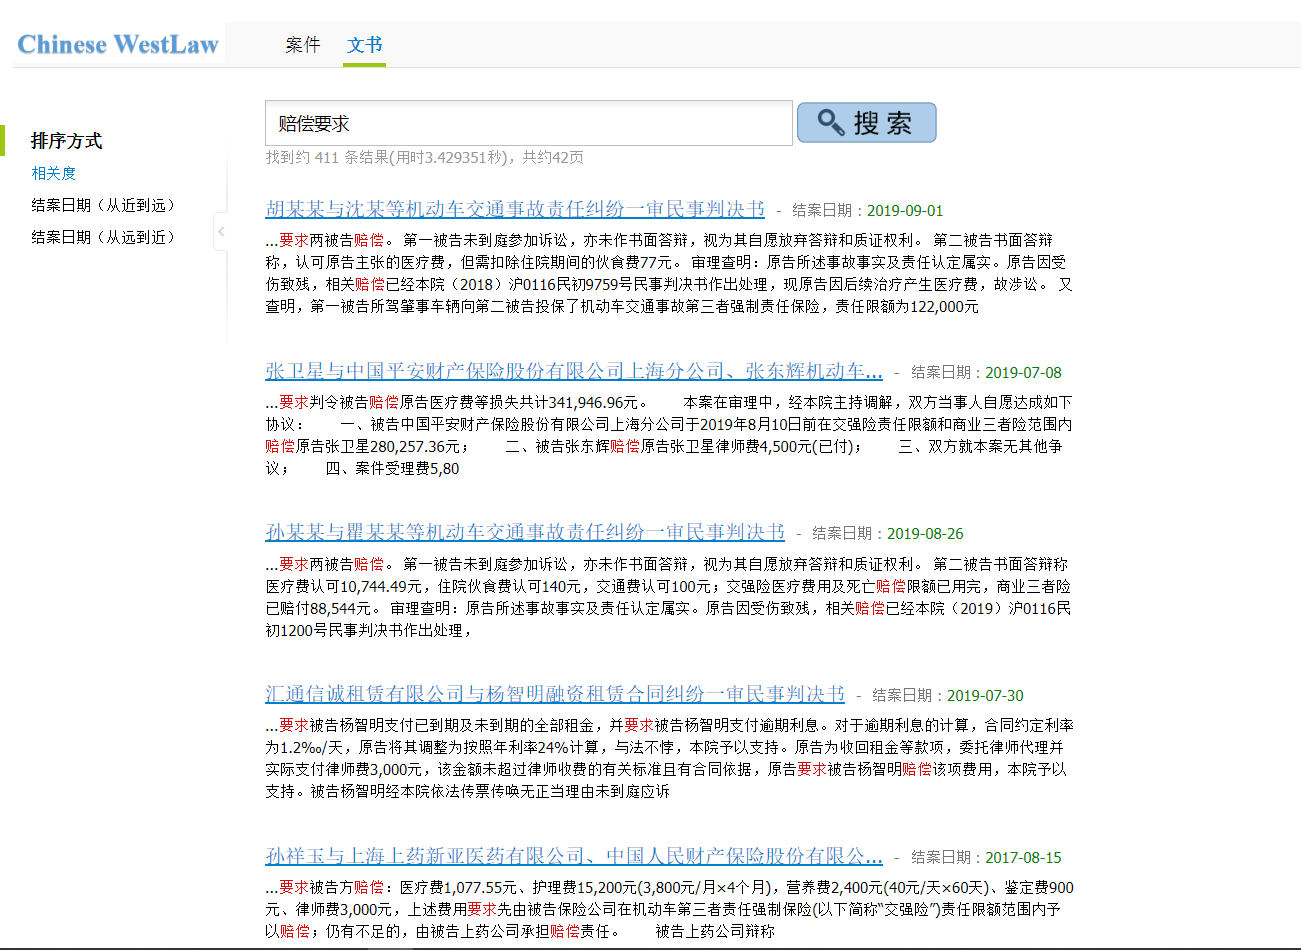 Chinese WestLaw 案件 文书
赔偿要求 搜 索
找到约 411 条结果(用时3.429351秒)，共约42页
排序方式
相关度
结案日期（从近到远）
结案日期（从远到近）
胡某某与沈某等机动车交通事故责任纠纷一审民事判决书 - 结案日期：2019-09-01
...要求两被告赔偿。 第一被告未到庭参加诉讼，亦未作书面答辩，视为其自愿放弃答辩和质证权利。 第二被告书面答辩
称，认可原告主张的医疗费，但需扣除住院期间的伙食费77元。 审理查明：原告所述事故事实及责任认定属实。原告因受
伤致残，相关赔偿已经本院（2018）沪0116民初9759号民事判决书作出处理，现原告因后续治疗产生医疗费，故涉讼。 又
查明，第一被告所驾肇事车辆向第二被告投保了机动车交通事故第三者强制责任保险，责任限额为122,000元
张卫星与中国平安财产保险股份有限公司上海分公司、张东辉机动车... - 结案日期：2019-07-08
...要求判令被告赔偿原告医疗费等损失共计341,946.96元。 本案在审理中，经本院主持调解，双方当事人自愿达成如下
协议： 一、被告中国平安财产保险股份有限公司上海分公司于2019年8月10日前在交强险责任限额和商业三者险范围内
赔偿原告张卫星280,257.36元； 二、被告张东辉赔偿原告张卫星律师费4,500元(已付)； 三、双方就本案无其他争
议； 四、案件受理费5,80
孙某某与瞿某某等机动车交通事故责任纠纷一审民事判决书 - 结案日期：2019-08-26
...要求两被告赔偿。 第一被告未到庭参加诉讼，亦未作书面答辩，视为其自愿放弃答辩和质证权利。 第二被告书面答辩称
医疗费认可10,744.49元，住院伙食费认可140元，交通费认可100元；交强险医疗费用及死亡赔偿限额已用完，商业三者险
已赔付88,544元。 审理查明：原告所述事故事实及责任认定属实。原告因受伤致残，相关赔偿已经本院（2019）沪0116民
初1200号民事判决书作出处理，
汇通信诚租赁有限公司与杨智明融资租赁合同纠纷一审民事判决书 - 结案日期：2019-07-30
...要求被告杨智明支付已到期及未到期的全部租金，并要求被告杨智明支付逾期利息。对于逾期利息的计算，合同约定利率
为1.2‰/天，原告将其调整为按照年利率24%计算，与法不悖，本院予以支持。原告为收回租金等款项，委托律师代理并
实际支付律师费3,000元，该金额未超过律师收费的有关标准且有合同依据，原告要求被告杨智明赔偿该项费用，本院予以
支持。被告杨智明经本院依法传票传唤无正当理由未到庭应诉
孙祥玉与上海上药新亚医药有限公司、中国人民财产保险股份有限公... - 结案日期：2017-08-15
...要求被告方赔偿：医疗费1,077.55元、护理费15,200元(3,800元/月×4个月)，营养费2,400元(40元/天×60天)、鉴定费900
元、律师费3,000元，上述费用要求先由被告保险公司在机动车第三者责任强制保险(以下简称“交强险”)责任限额范围内予
以赔偿；仍有不足的，由被告上药公司承担赔偿责任。 被告上药公司辩称